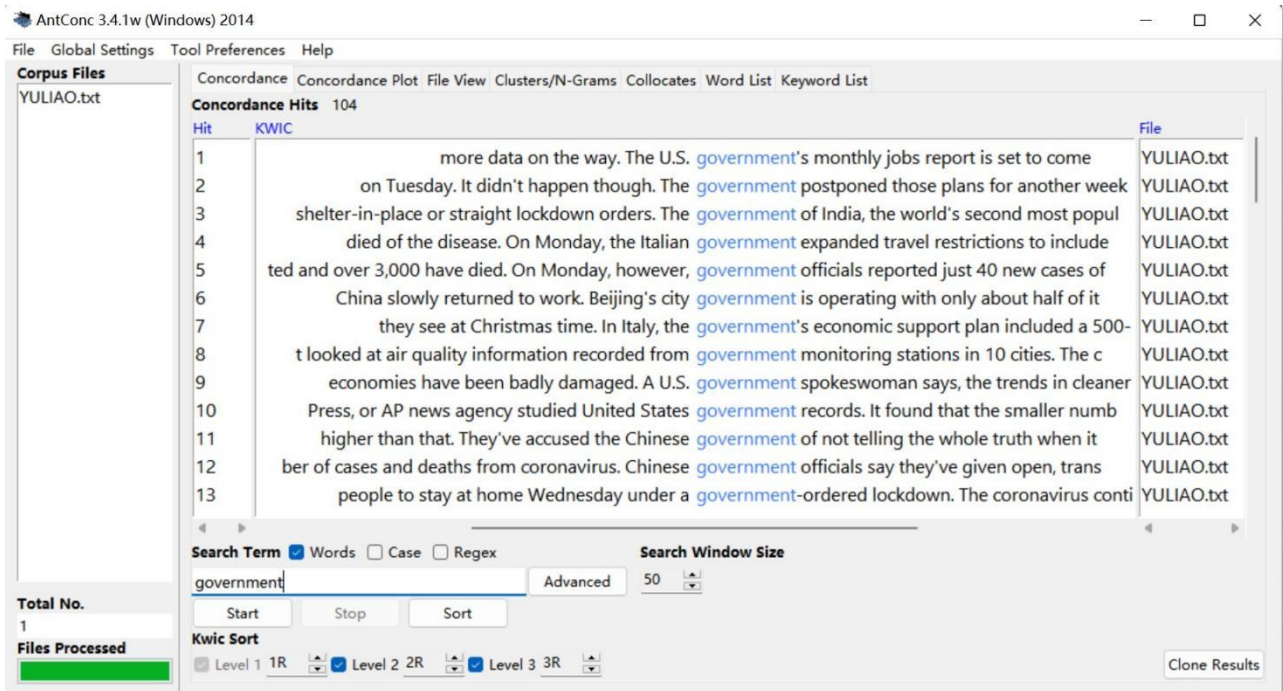 AntConc 3.4.1w (Windows) 2014
File Global Settings Tool Preferences Help
Corpus Files
YULIAO.txt
Concordance Concordance Plot File View Clusters/N-Grams Collocates Word List Keyword List
Concordance Hits 104
Hit KWIC File
1 more data on the way. The U.S. government's monthly jobs report is set to come YULIAO.txt
2 on Tuesday. It didn't happen though. The government postponed those plans for another week YULIAO.txt
3 shelter-in-place or straight lockdown orders. The government of India, the world's second most popul YULIAO.txt
4 died of the disease. On Monday, the Italian government expanded travel restrictions to include YULIAO.txt
5 ted and over 3,000 have died. On Monday, however, government officials reported just 40 new cases of YULIAO.txt
6 China slowly returned to work. Beijing's city government is operating with only about half of it YULIAO.txt
7 they see at Christmas time. In Italy, the government's economic support plan included a 500- YULIAO.txt
8 t looked at air quality information recorded from government monitoring stations in 10 cities. The c YULIAO.txt
9 economies have been badly damaged. A U.S. government spokeswoman says, the trends in cleaner YULIAO.txt
10 Press, or AP news agency studied United States government records. It found that the smaller numb YULIAO.txt
11 higher than that. They've accused the Chinese government of not telling the whole truth when it YULIAO.txt
12 ber of cases and deaths from coronavirus. Chinese government officials say they've given open, trans YULIAO.txt
13 people to stay at home Wednesday under a government-ordered lockdown. The coronavirus conti YULIAO.txt
Search Term Words Case Regex Search Window Size
government Advanced 50
Total No.
1
Start Stop Sort
Files Processed
Kwic Sort
Level 1 1R Level 2 2R Level 3 3R Clone Results